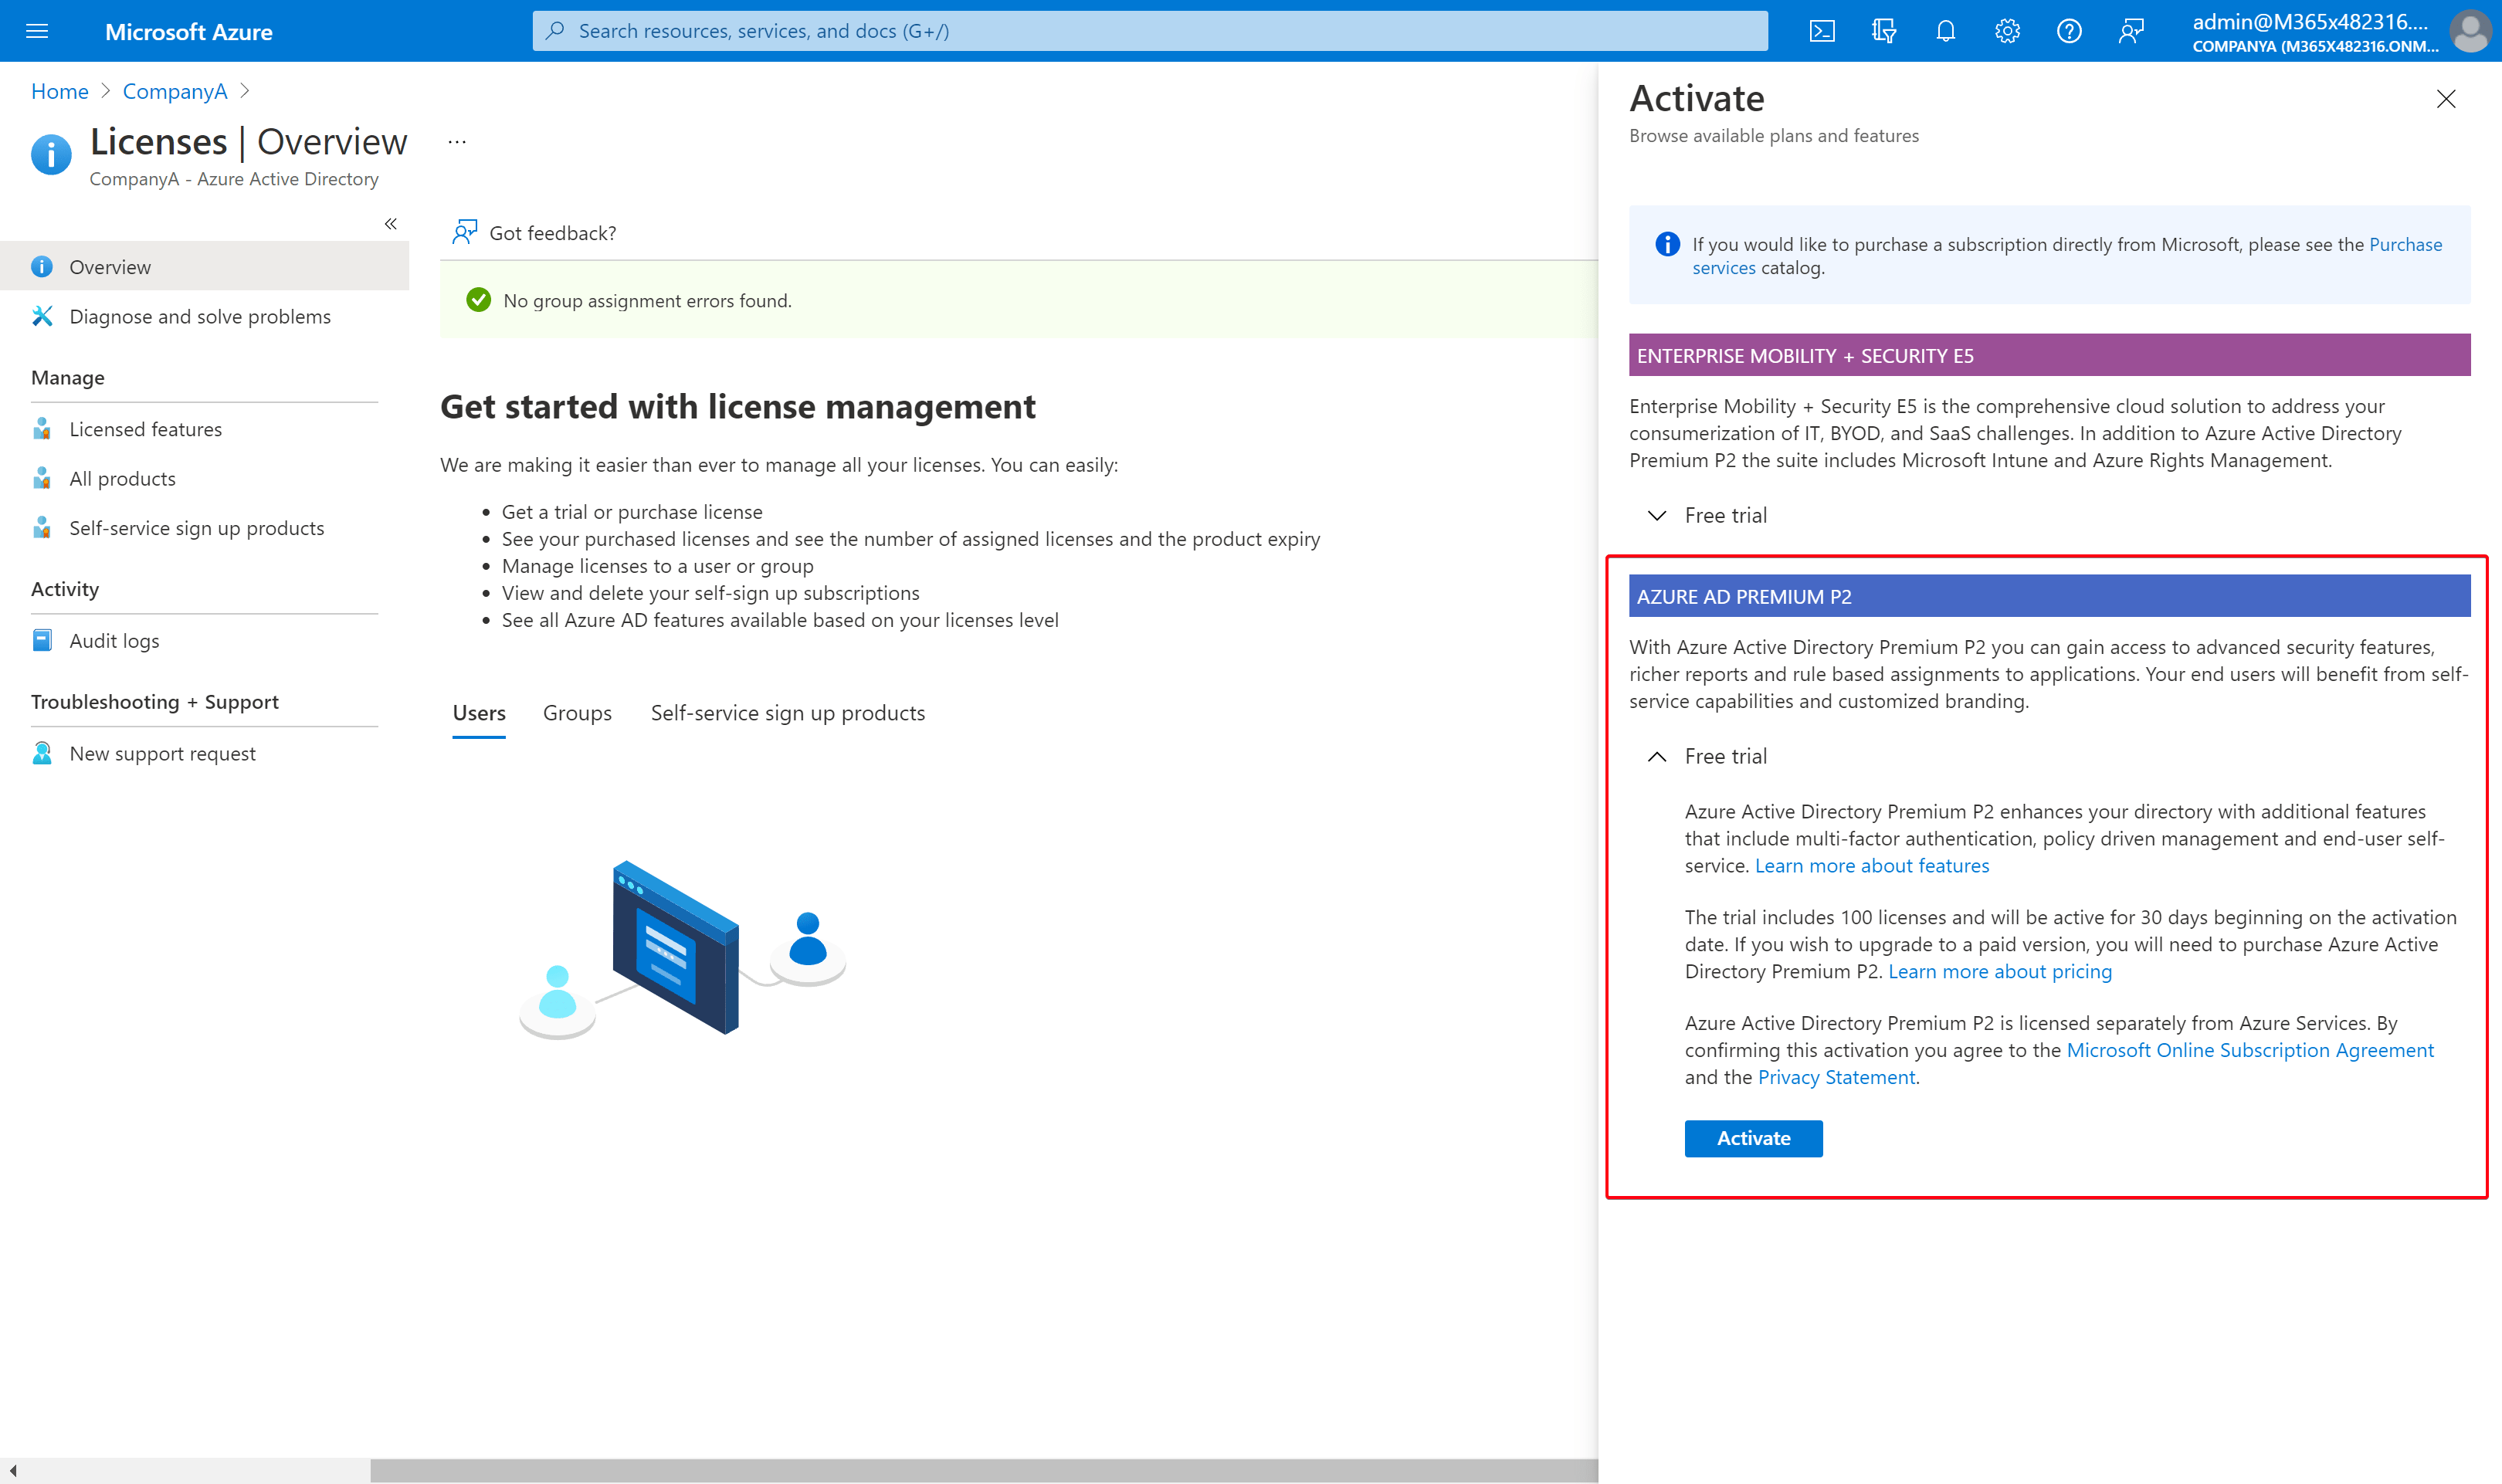 Microsoft Azure
Search resources, services, and docs (G+/)
admin@M365x482316....
COMPANYA (M365X482316.ONM...
Home > CompanyA >
Licenses | Overview
...
CompanyA - Azure Active Directory
«
Overview
Diagnose and solve problems
Manage
Licensed features
All products
Self-service sign up products
Activity
Audit logs
Troubleshooting + Support
New support request
Got feedback?
No group assignment errors found.
Get started with license management
We are making it easier than ever to manage all your licenses. You can easily:
• Get a trial or purchase license
• See your purchased licenses and see the number of assigned licenses and the product expiry
• Manage licenses to a user or group
• View and delete your self-sign up subscriptions
• See all Azure AD features available based on your licenses level
Users Groups Self-service sign up products
Activate
Browse available plans and features
If you would like to purchase a subscription directly from Microsoft, please see the Purchase
services catalog.
ENTERPRISE MOBILITY + SECURITY E5
Enterprise Mobility + Security E5 is the comprehensive cloud solution to address your
consumerization of IT, BYOD, and SaaS challenges. In addition to Azure Active Directory
Premium P2 the suite includes Microsoft Intune and Azure Rights Management.
Free trial
AZURE AD PREMIUM P2
With Azure Active Directory Premium P2 you can gain access to advanced security features,
richer reports and rule based assignments to applications. Your end users will benefit from self-
service capabilities and customized branding.
Free trial
Azure Active Directory Premium P2 enhances your directory with additional features
that include multi-factor authentication, policy driven management and end-user self-
service. Learn more about features
The trial includes 100 licenses and will be active for 30 days beginning on the activation
date. If you wish to upgrade to a paid version, you will need to purchase Azure Active
Directory Premium P2. Learn more about pricing
Azure Active Directory Premium P2 is licensed separately from Azure Services. By
confirming this activation you agree to the Microsoft Online Subscription Agreement
and the Privacy Statement.
Activate